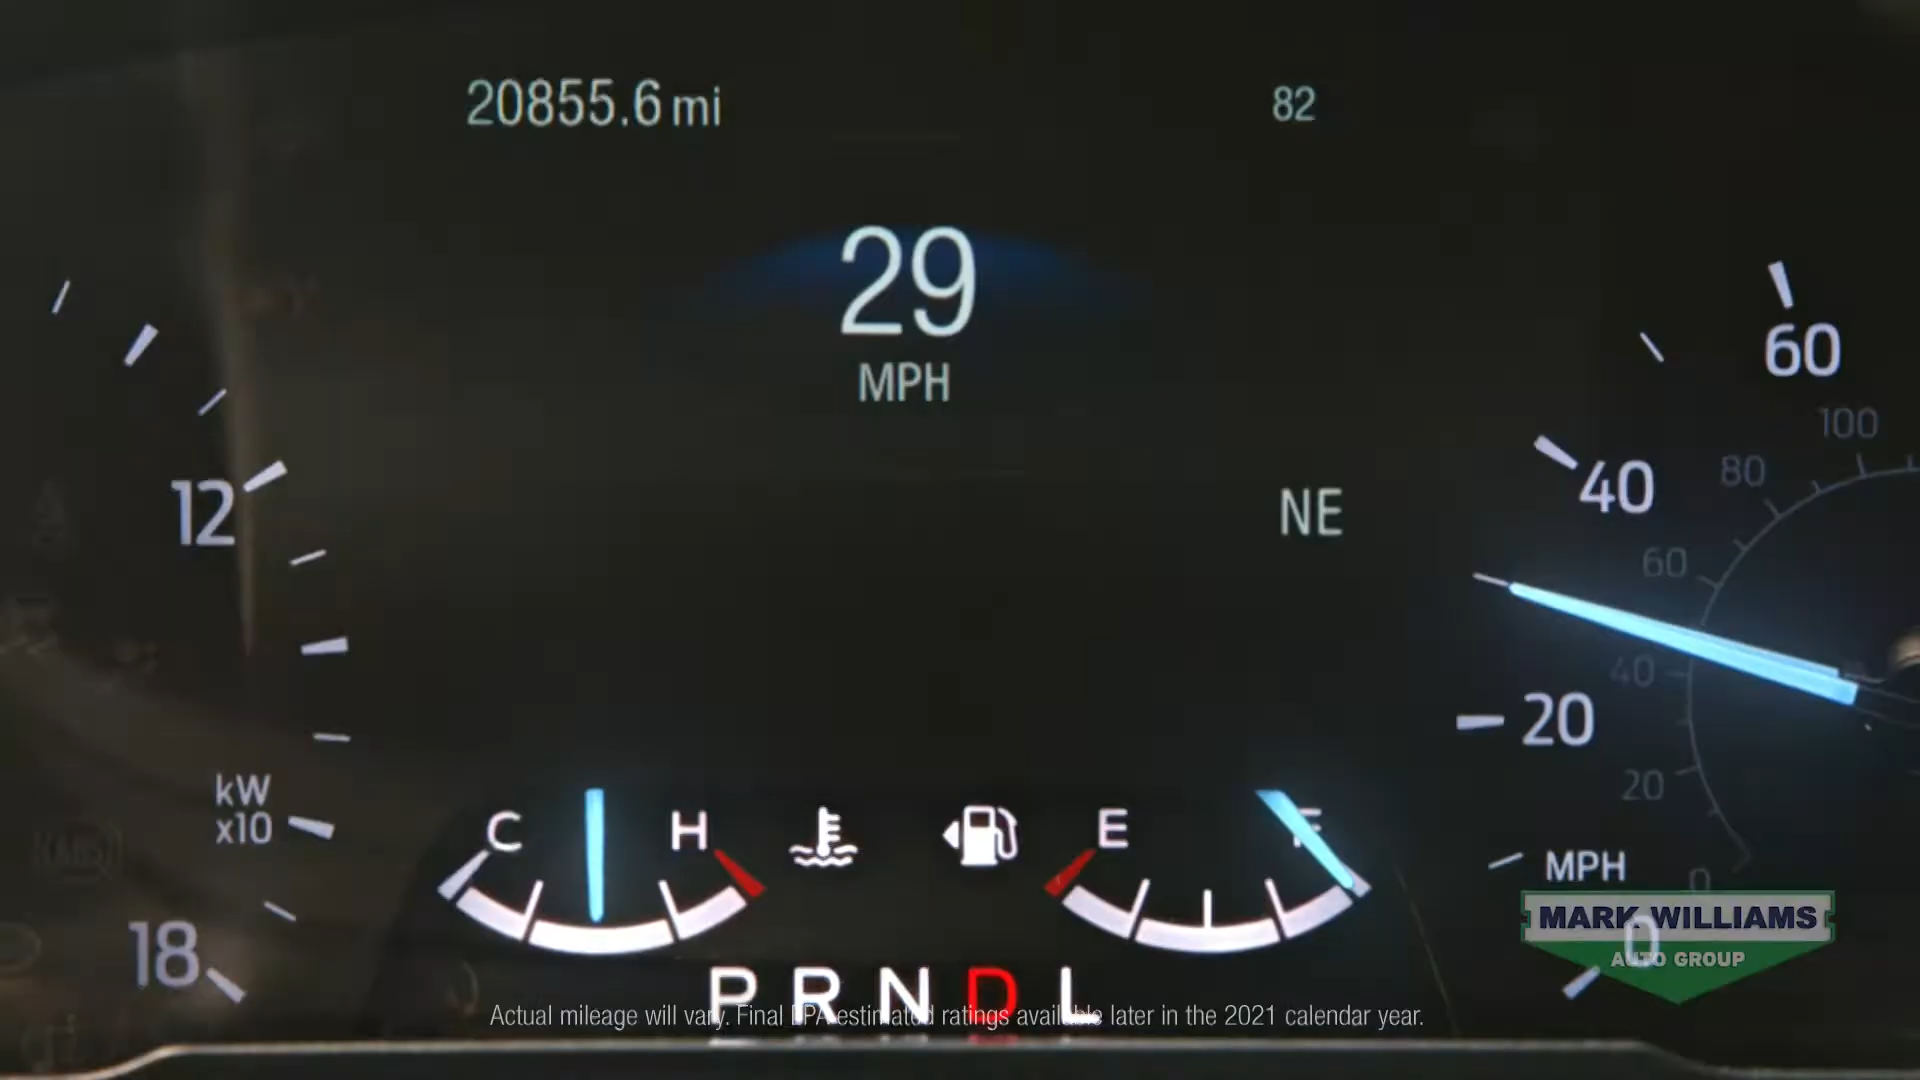 20855.6 mi
82
29
MPH
NE
60
100
80
40
60
40
20
20
MPH
0
0
12
kW
x10
18
C
H
E
F
P R N D L
MARK WILLIAMS
AUTO GROUP
Actual mileage will vary. Final EPA-estimated ratings available later in the 2021 calendar year.